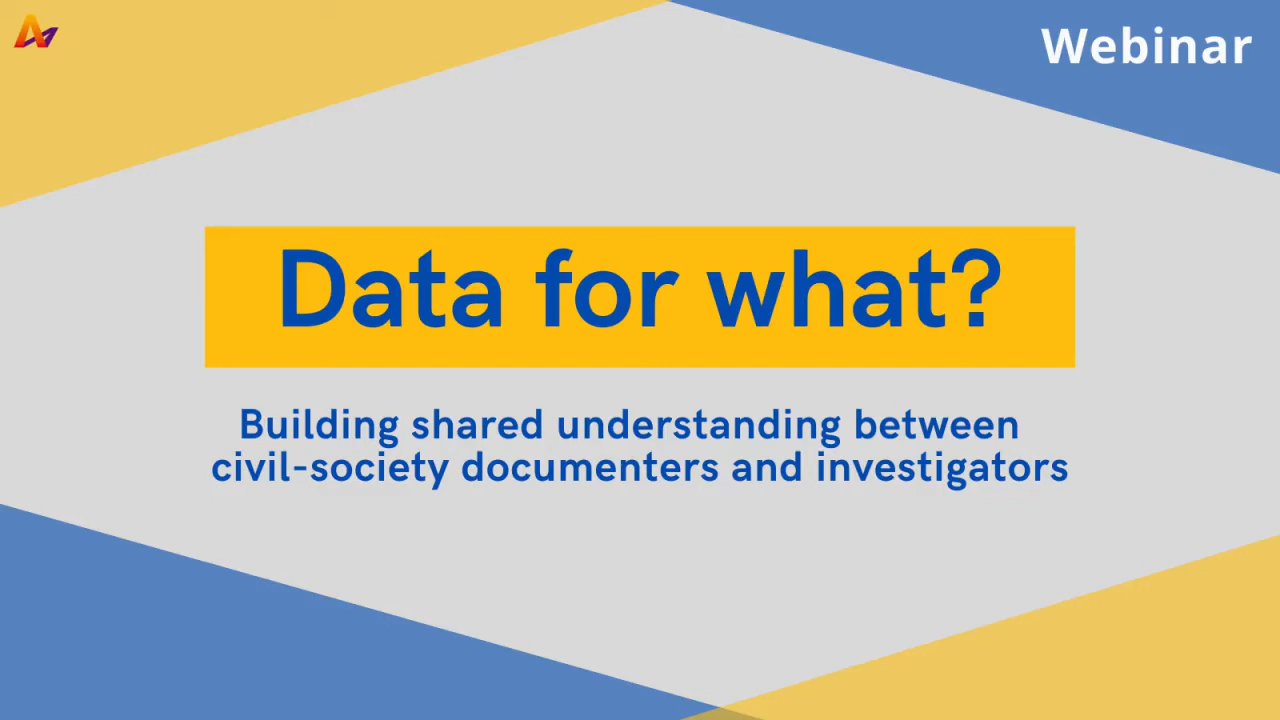 Webinar
Data for what?
Building shared understanding between
civil-society documenters and investigators